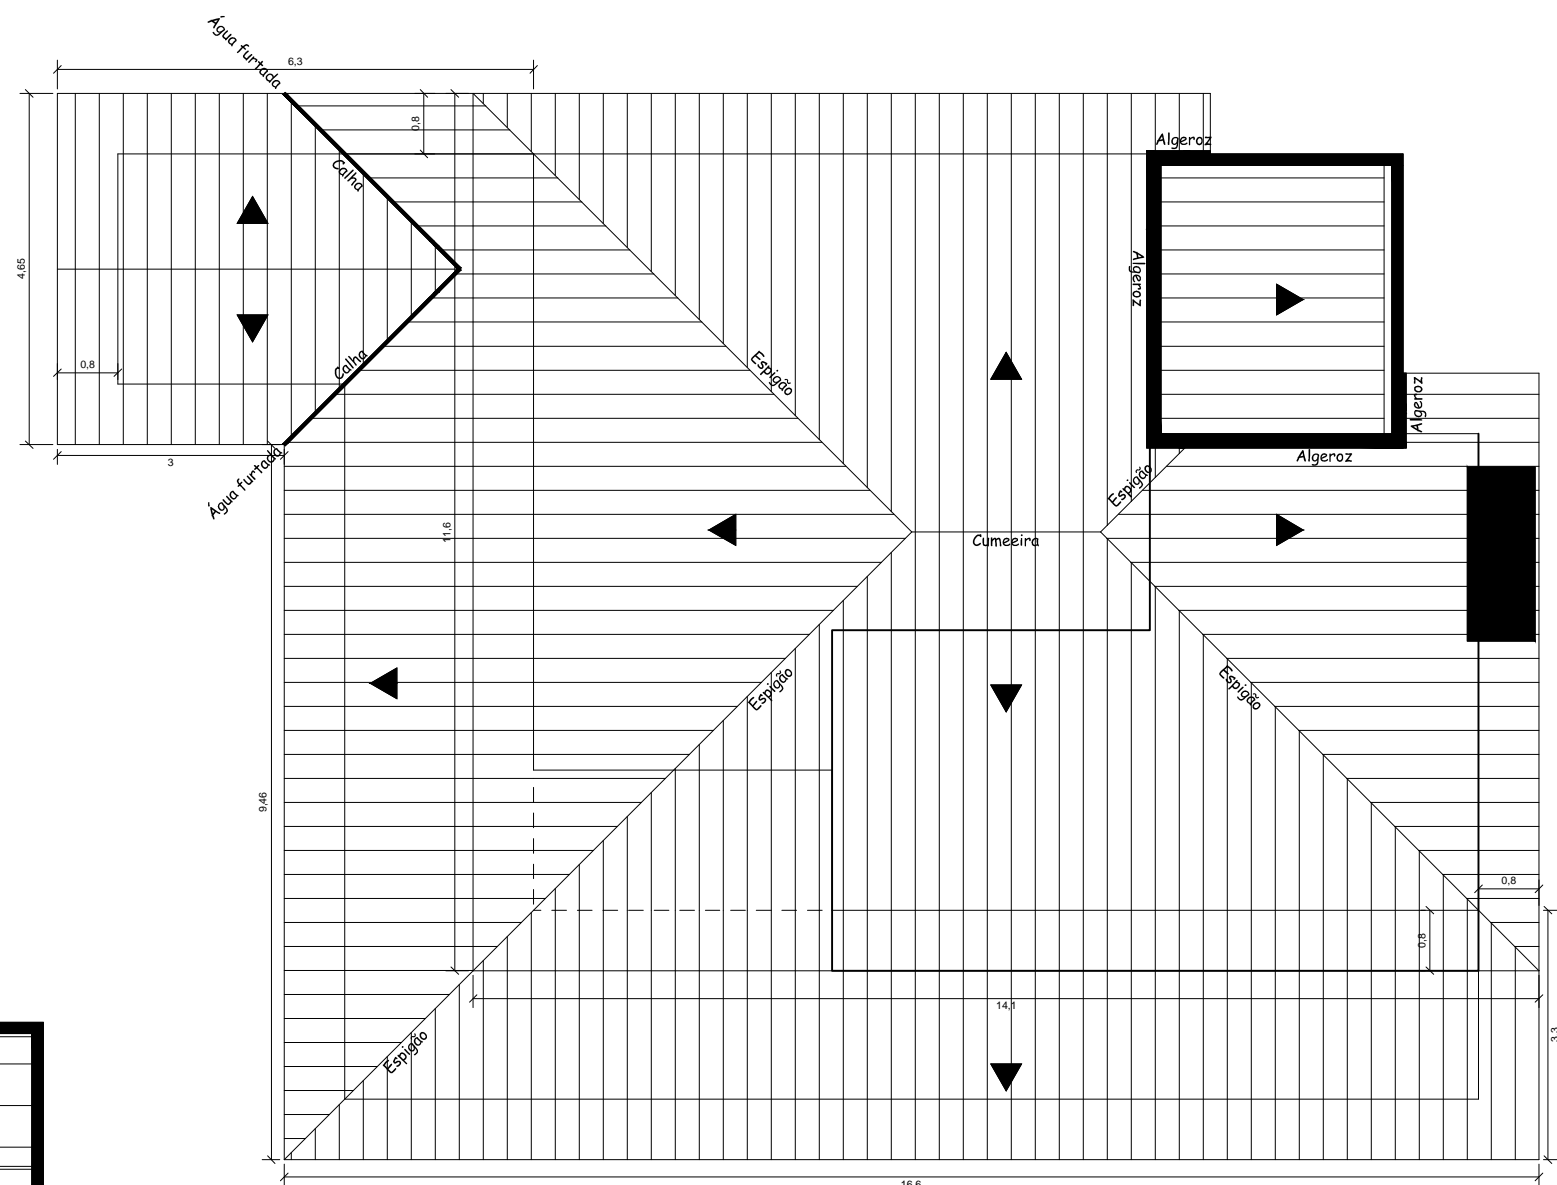 Água furtada
6,3
0,8
Algeroz
Calha
4,65
Algeroz
0,8
Calha
Espigão
Algeroz
3
Água furtada
Algeroz
Espigão
11,6
Cumeeira
Espigão
Espigão
9,46
0,8
0,8
14,1
3,3
Espigão
16,6